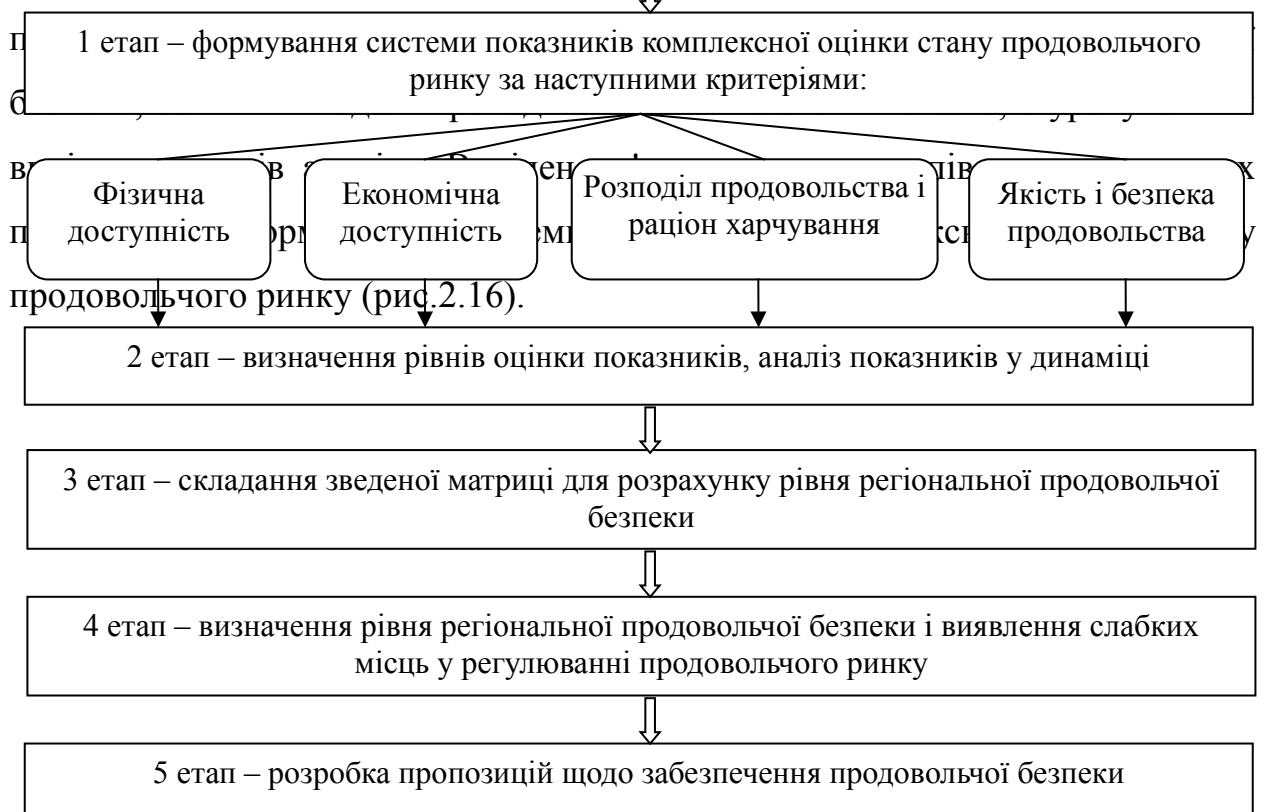 1 етап – формування системи показників комплексної оцінки стану продовольчого
ринку за наступними критеріями:
Фізична
доступність
Економічна
доступність
Розподіл продовольства і
раціон харчування
Якість і безпека
продовольства
продовольчого ринку (рис.2.16).
2 етап – визначення рівнів оцінки показників, аналіз показників у динаміці
3 етап – складання зведеної матриці для розрахунку рівня регіональної продовольчої
безпеки
4 етап – визначення рівня регіональної продовольчої безпеки і виявлення слабких
місць у регулюванні продовольчого ринку
5 етап – розробка пропозицій щодо забезпечення продовольчої безпеки